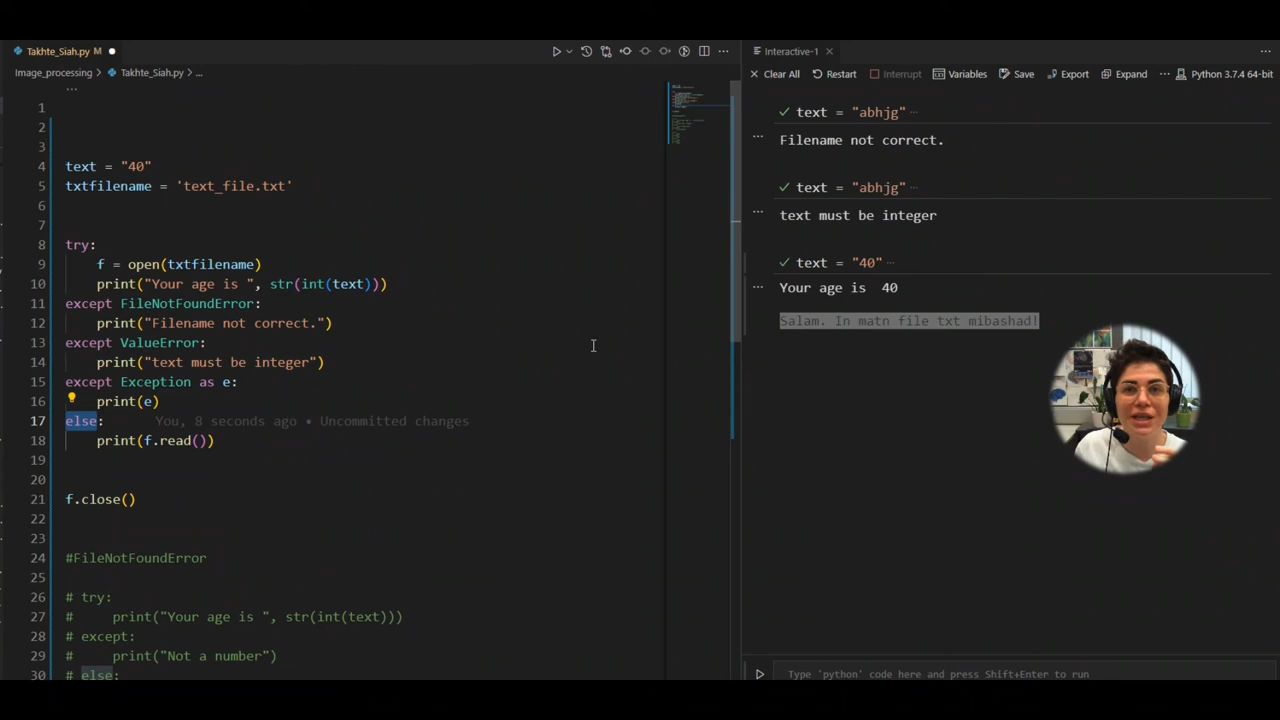 Takhte_Siah.py M
Image_processing > Takhte_Siah.py > ...
...
1
2
3
4 text = "40"
5 txtfilename = 'text_file.txt'
6
7
8 try:
9 f = open(txtfilename)
10 print("Your age is ", str(int(text)))
11 except FileNotFoundError:
12 print("Filename not correct.")
13 except ValueError:
14 print("text must be integer")
15 except Exception as e:
16 print(e)
17 else: You, 8 seconds ago • Uncommitted changes
18 print(f.read())
19
20
21 f.close()
22
23
24 #FileNotFoundError
25
26 # try:
27 # print("Your age is ", str(int(text)))
28 # except:
29 # print("Not a number")
30 # else:
Interactive-1
Clear All Restart Interrupt Variables Save Export Expand ... Python 3.7.4 64-bit
text = "abhjg" ...
Filename not correct.
text = "abhjg" ...
text must be integer
text = "40" ...
Your age is  40
Salam. In matn file txt mibashad!
Type 'python' code here and press Shift+Enter to run